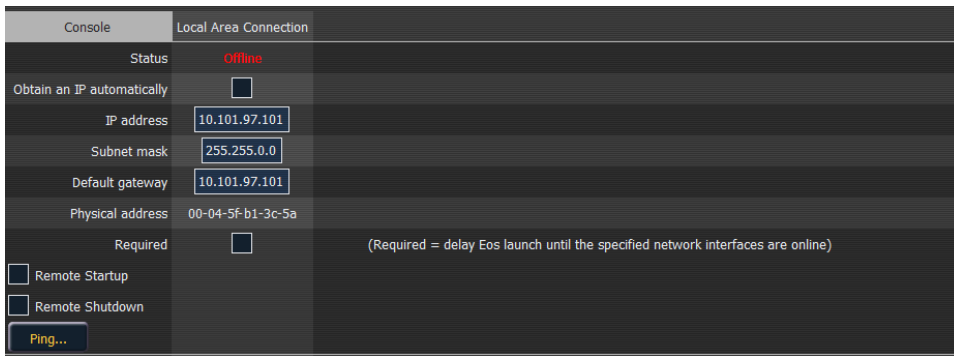 Console Local Area Connection
Status Offline
Obtain an IP automatically
IP address 10.101.97.101
Subnet mask 255.255.0.0
Default gateway 10.101.97.101
Physical address 00-04-5f-b1-3c-5a
Required (Required = delay Eos launch until the specified network interfaces are online)
Remote Startup
Remote Shutdown
Ping...